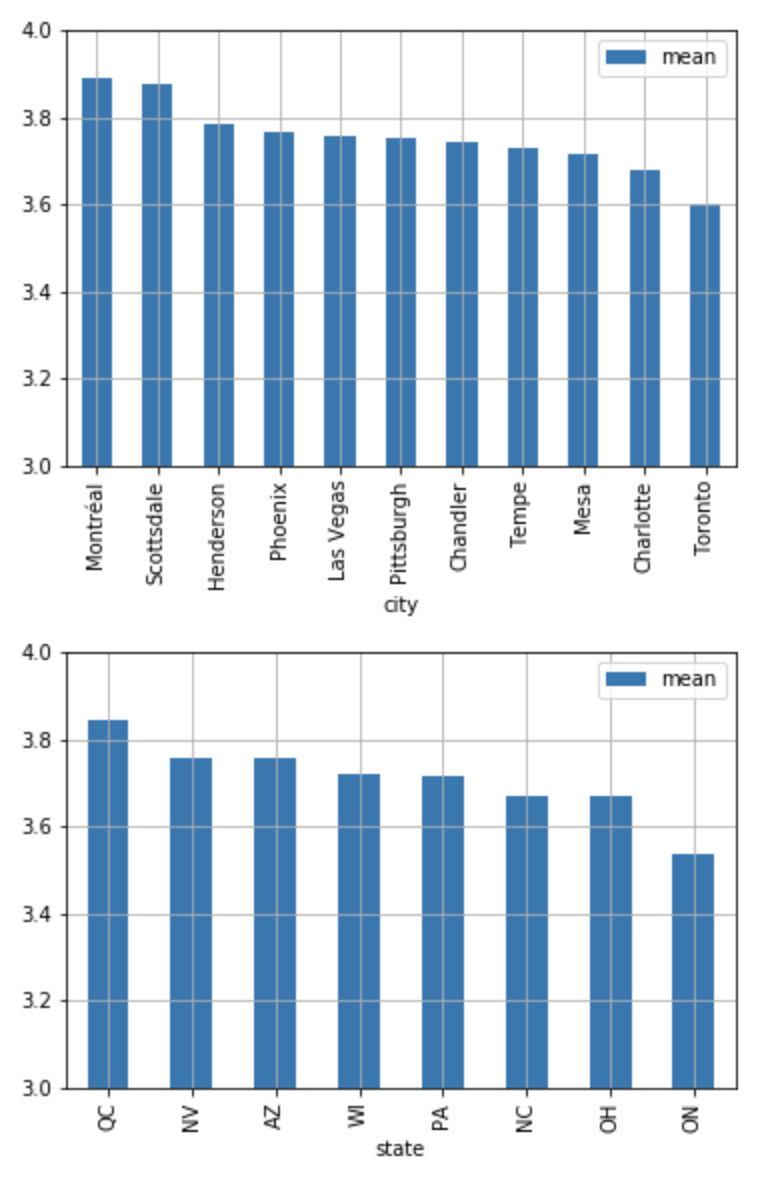 4.0
mean
3.8
3.6
3.4
3.2
3.0
Montréal
Scottsdale
Henderson
Phoenix
Las Vegas
Pittsburgh
Chandler
Tempe
Mesa
Charlotte
Toronto
city
4.0
mean
3.8
3.6
3.4
3.2
3.0
QC
NV
AZ
WI
PA
NC
OH
ON
state